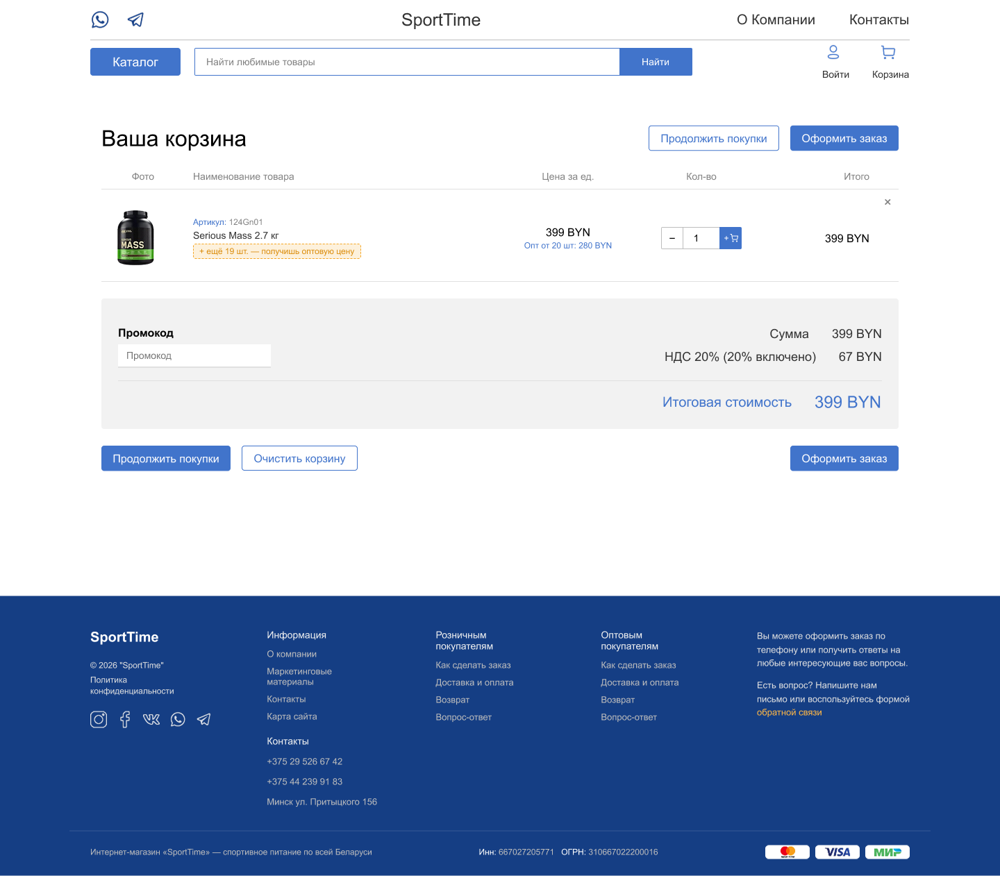 SportTime
О Компании
Контакты
Каталог
Найти любимые товары
Найти
Войти
Корзина
Ваша корзина
Продолжить покупки
Оформить заказ
Фото
Наименование товара
Цена за ед.
Кол-во
Итого
×
SERIOUS
MASS
Артикул: 124Gn01
Serious Mass 2.7 кг
+ ещё 19 шт. — получишь оптовую цену
399 BYN
Опт от 20 шт: 280 BYN
− 1 +
399 BYN
Промокод
Промокод
Сумма 399 BYN
НДС 20% (20% включено) 67 BYN
Итоговая стоимость 399 BYN
Продолжить покупки
Очистить корзину
Оформить заказ
SportTime
© 2026 "SportTime"
Политика
конфиденциальности
Информация
О компании
Маркетинговые
материалы
Контакты
Карта сайта
Контакты
+375 29 526 67 42
+375 44 239 91 83
Минск ул. Притыцкого 156
Розничным
покупателям
Как сделать заказ
Доставка и оплата
Возврат
Вопрос-ответ
Оптовым
покупателям
Как сделать заказ
Доставка и оплата
Возврат
Вопрос-ответ
Вы можете оформить заказ по
телефону или получить ответы на
любые интересующие вас вопросы.
Есть вопрос? Напишите нам
письмо или воспользуйтесь формой
обратной связи
Интернет-магазин «SportTime» — спортивное питание по всей Беларуси
Инн: 667027205771 ОГРН: 310667022200016
VISA
МИР